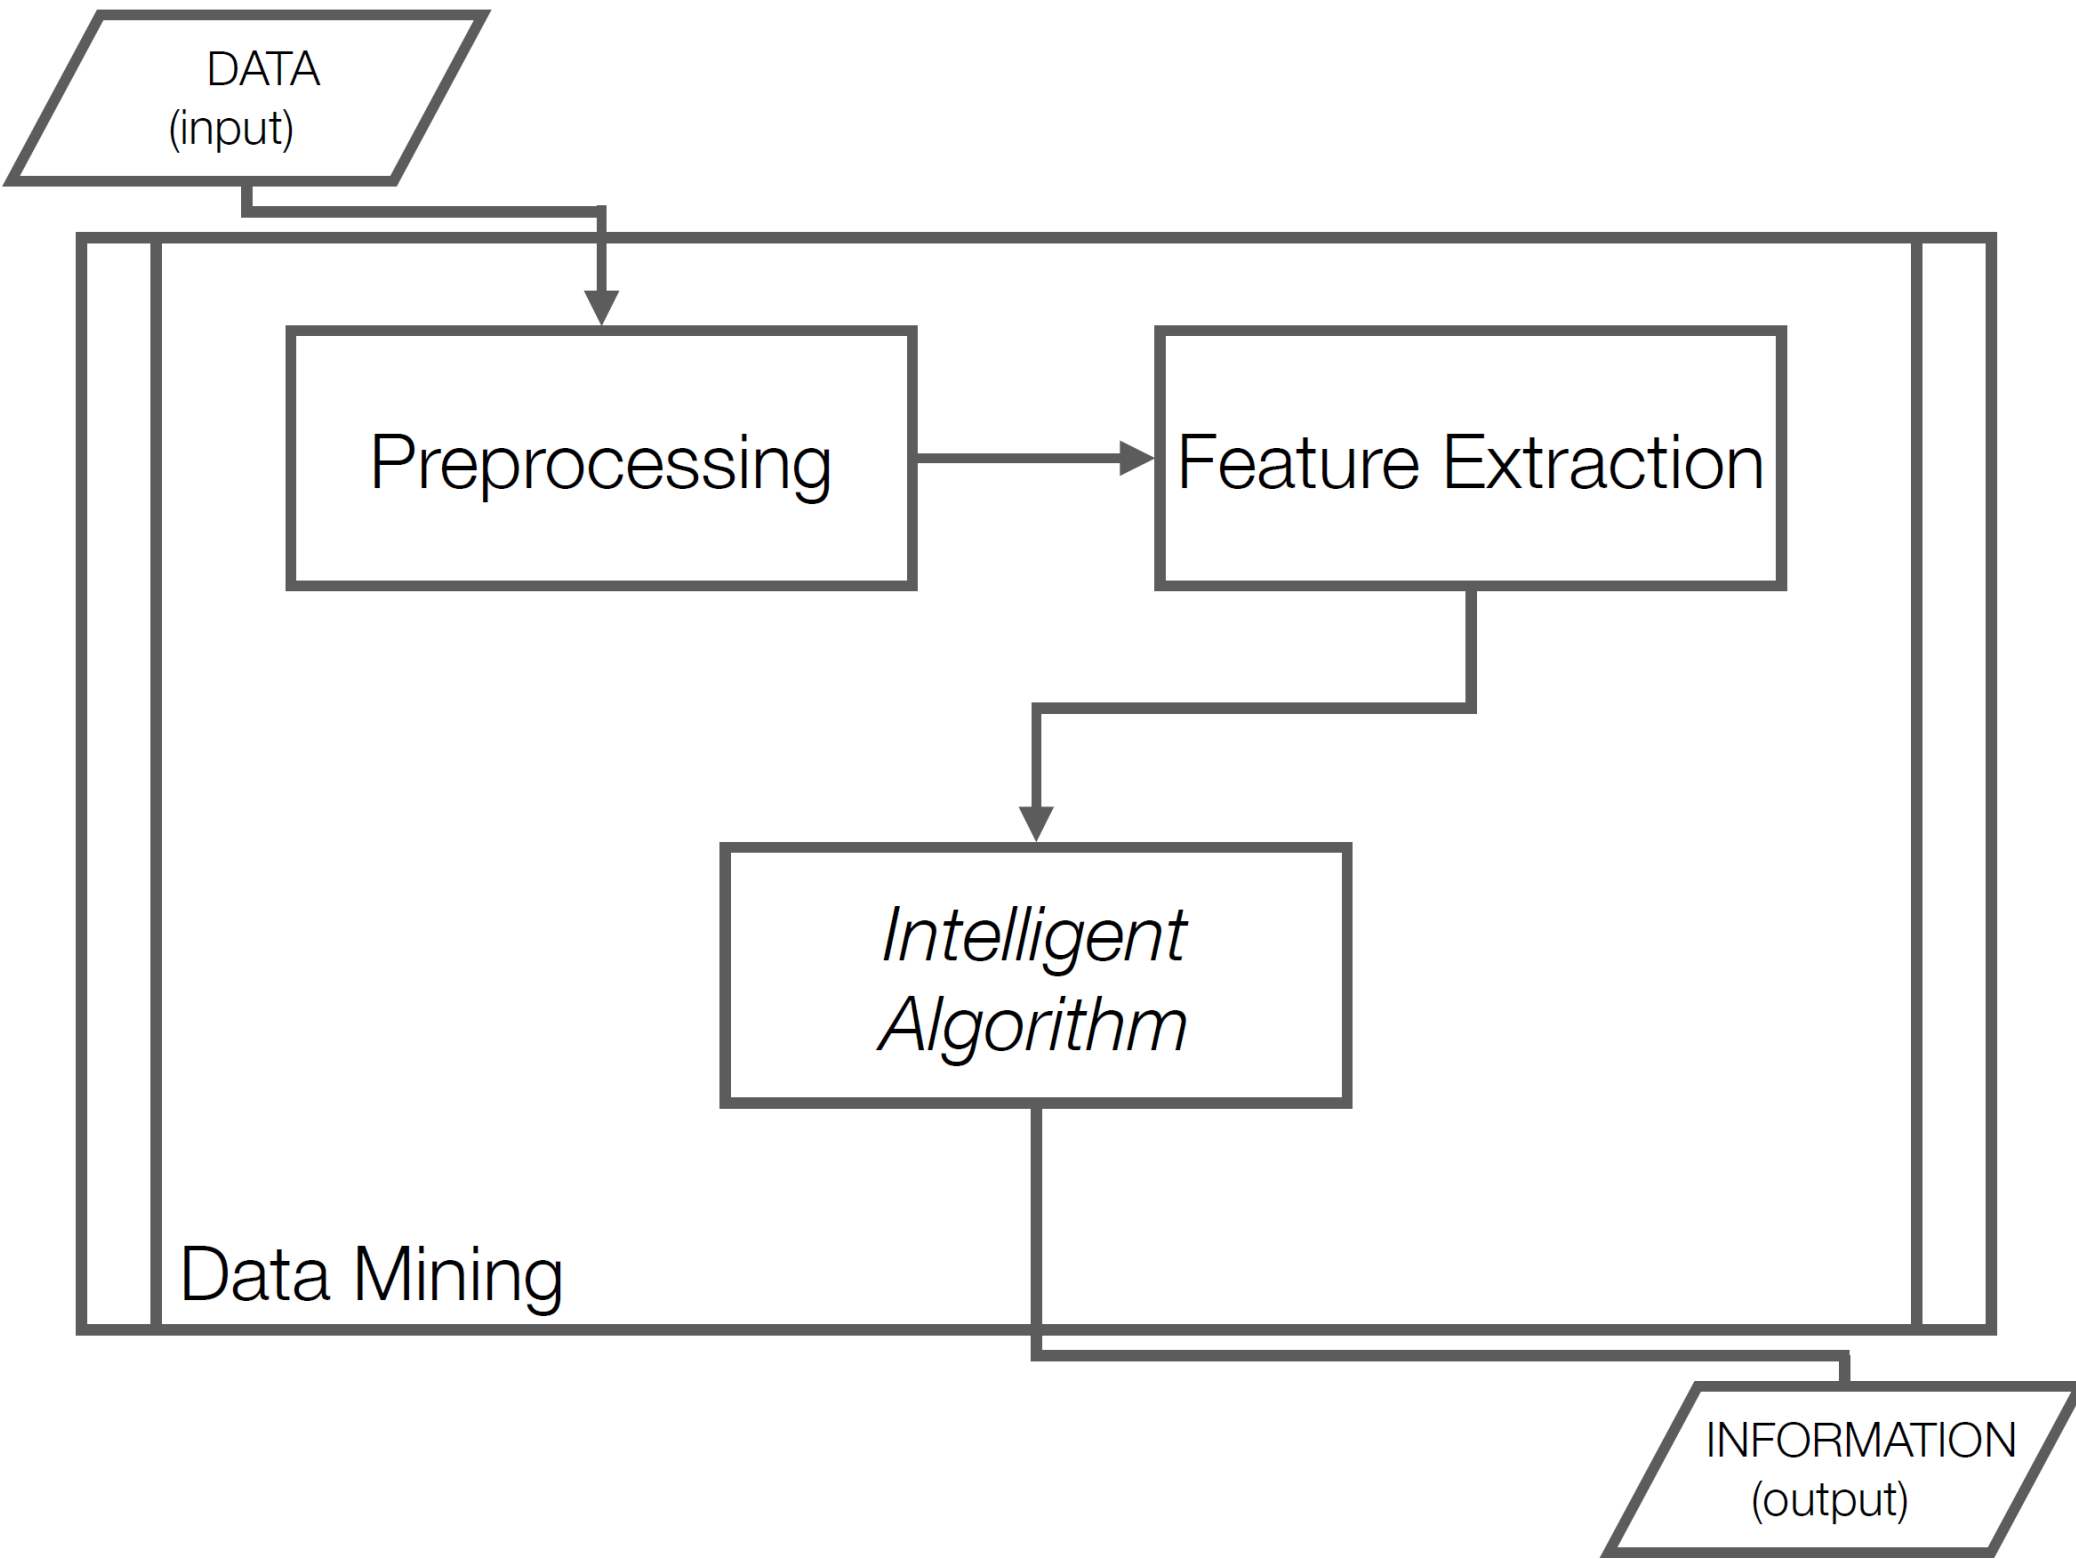 DATA
(input)
Preprocessing
Feature Extraction
Intelligent
Algorithm
Data Mining
INFORMATION
(output)